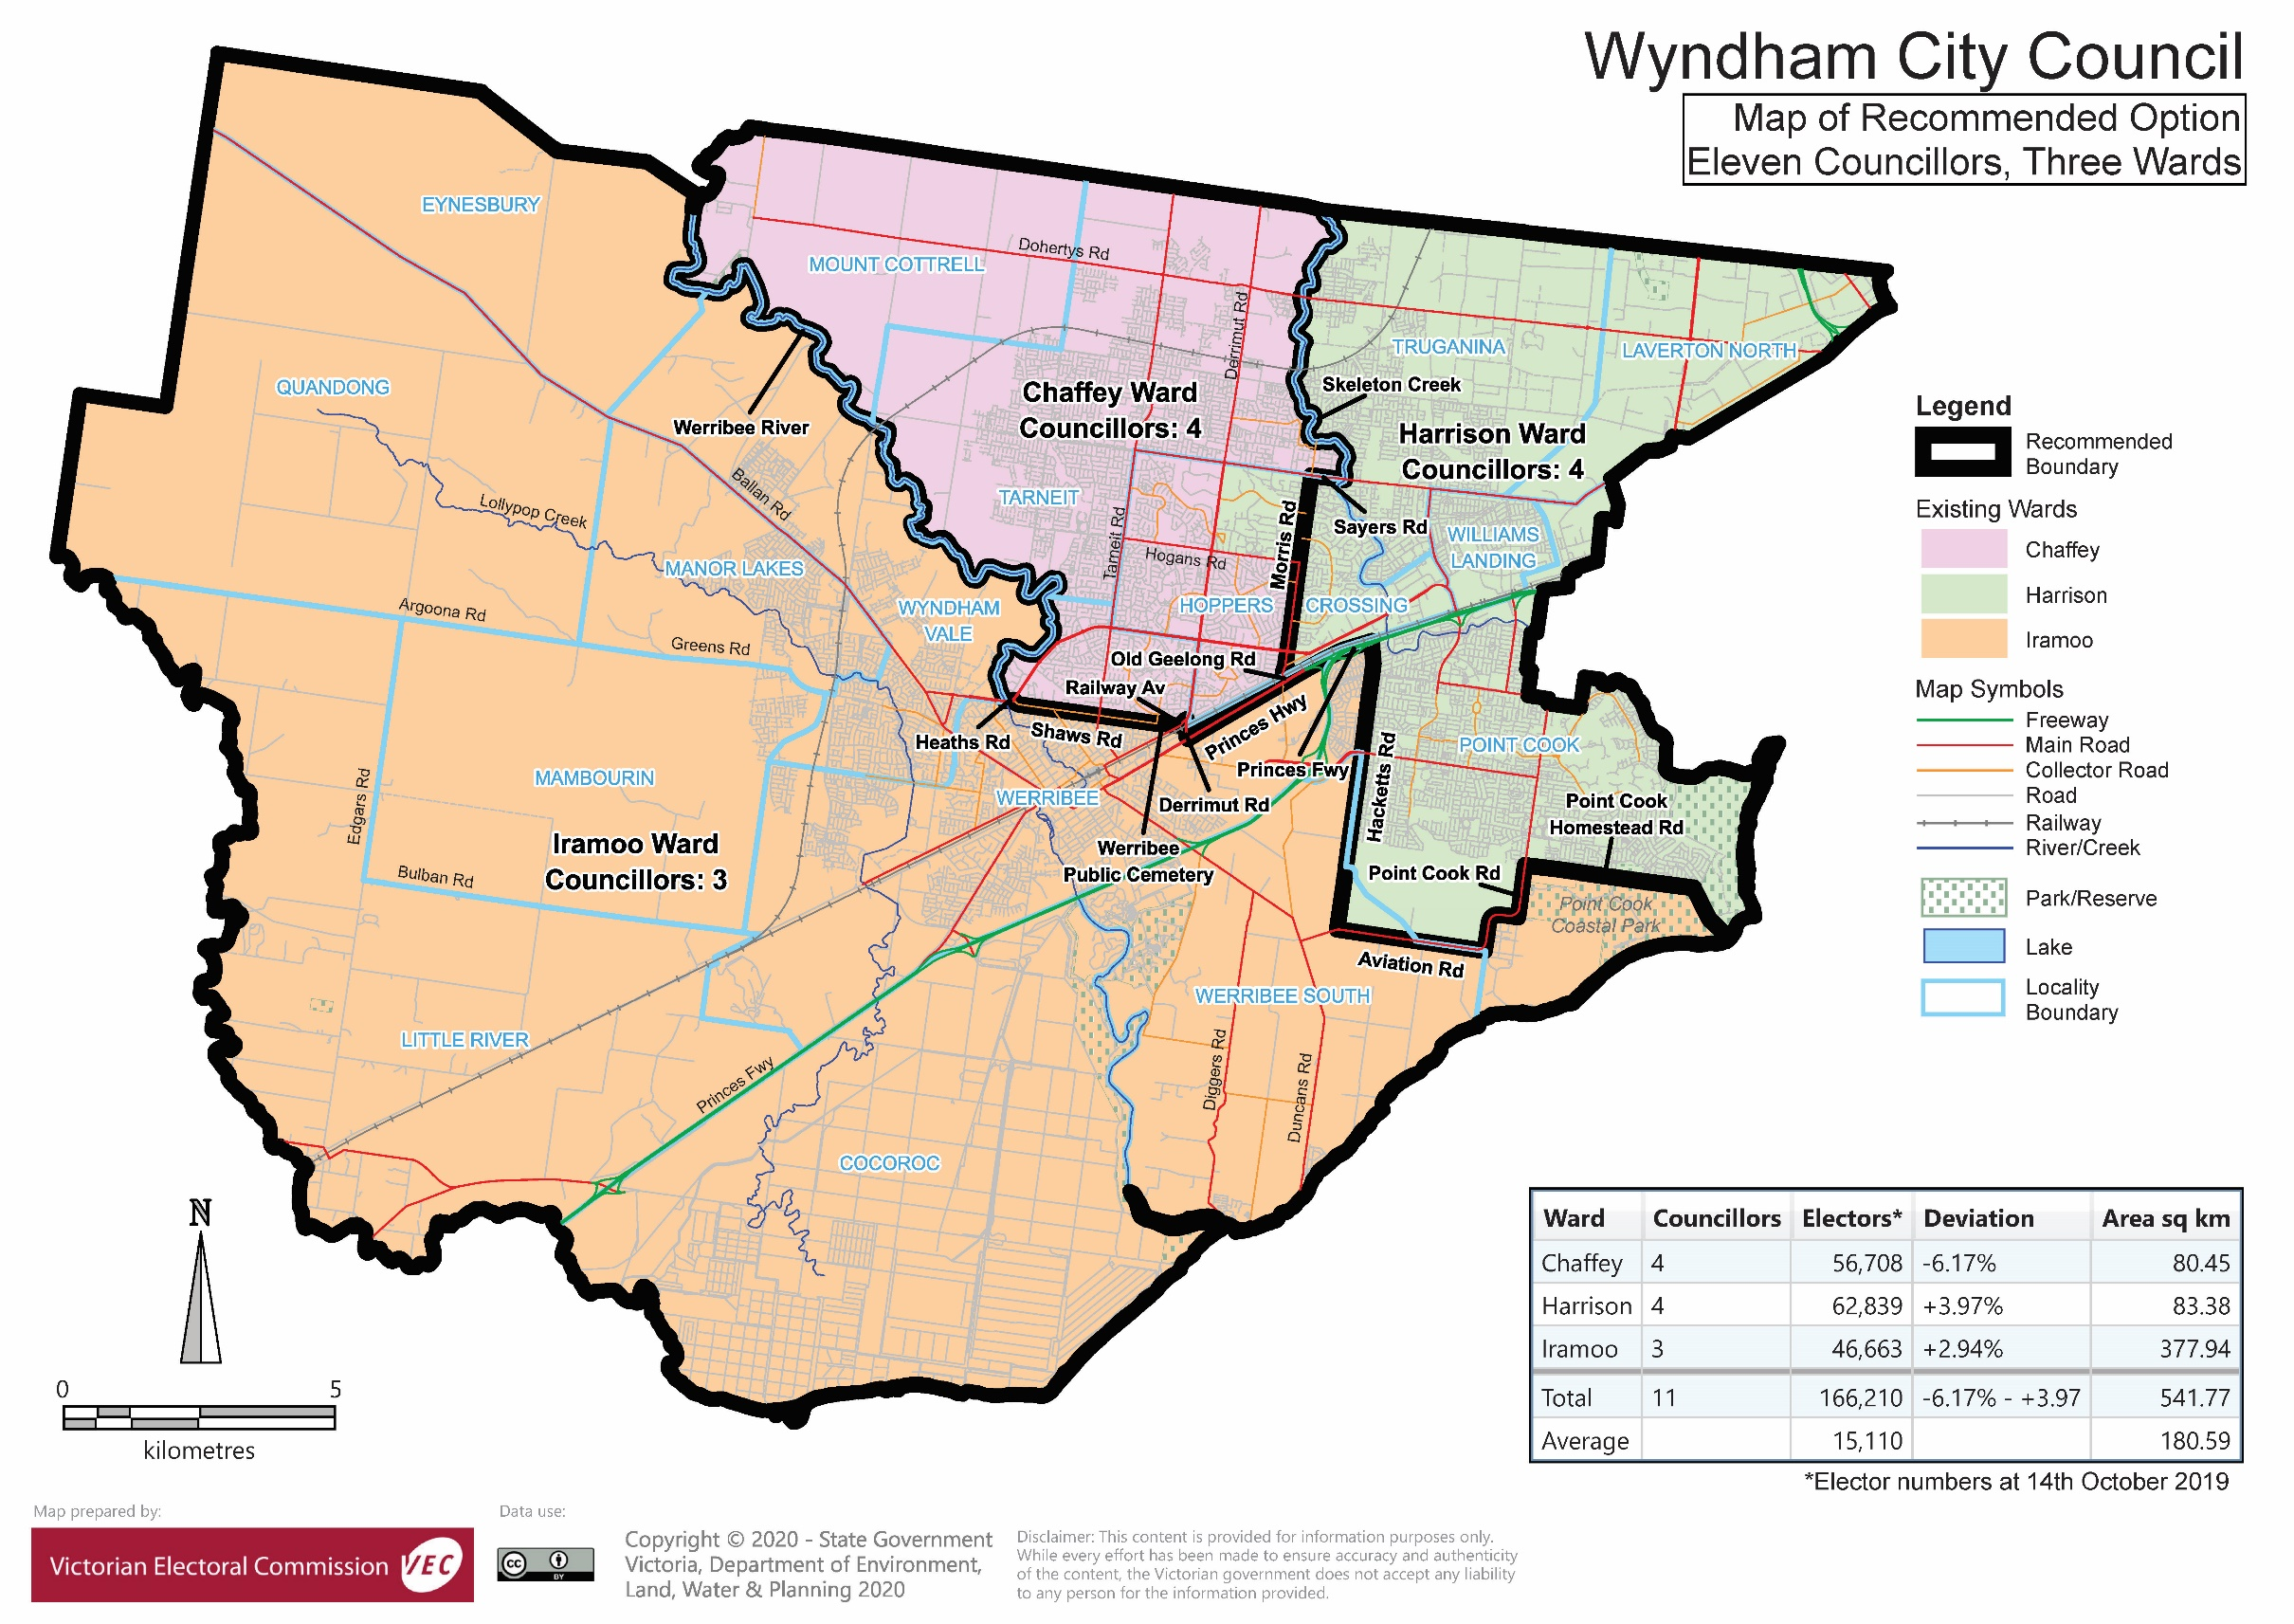 Wyndham City Council
Map of Recommended Option
Eleven Councillors, Three Wards
EYNESBURY
MOUNT COTTRELL
Dohertys Rd
Derrimut Rd
TRUGANINA
LAVERTON NORTH
QUANDONG
Chaffey Ward
Councillors: 4
Skeleton Creek
Werribee River
Harrison Ward
Councillors: 4
Ballan Rd
Lollypop Creek
TARNEIT
Tarneit Rd
Hogans Rd
Morris Rd
Sayers Rd
WILLIAMS
LANDING
MANOR LAKES
WYNDHAM
VALE
HOPPERS
CROSSING
Argoona Rd
Greens Rd
Old Geelong Rd
Railway Av
Princes Hwy
Heaths Rd
Shaws Rd
Princes Fwy
Hacketts Rd
POINT COOK
MAMBOURIN
Edgars Rd
WERRIBEE
Derrimut Rd
Point Cook
Homestead Rd
Iramoo Ward
Councillors: 3
Werribee
Public Cemetery
Bulban Rd
Point Cook Rd
Point Cook
Coastal Park
Aviation Rd
WERRIBEE SOUTH
LITTLE RIVER
Princes Fwy
Diggers Rd
Duncans Rd
COCOROC
Legend
Recommended
Boundary
Existing Wards
Chaffey
Harrison
Iramoo
Map Symbols
Freeway
Main Road
Collector Road
Road
Railway
River/Creek
Park/Reserve
Lake
Locality
Boundary
N
0 5
kilometres
Ward Councillors Electors* Deviation Area sq km
Chaffey 4 56,708 -6.17% 80.45
Harrison 4 62,839 +3.97% 83.38
Iramoo 3 46,663 +2.94% 377.94
Total 11 166,210 -6.17% - +3.97 541.77
Average 15,110 180.59
*Elector numbers at 14th October 2019
Map prepared by:
Victorian Electoral Commission VEC
Data use:
cc BY
Copyright © 2020 - State Government
Victoria, Department of Environment,
Land, Water & Planning 2020
Disclaimer: This content is provided for information purposes only.
While every effort has been made to ensure accuracy and authenticity
of the content, the Victorian government does not accept any liability
to any person for the information provided.